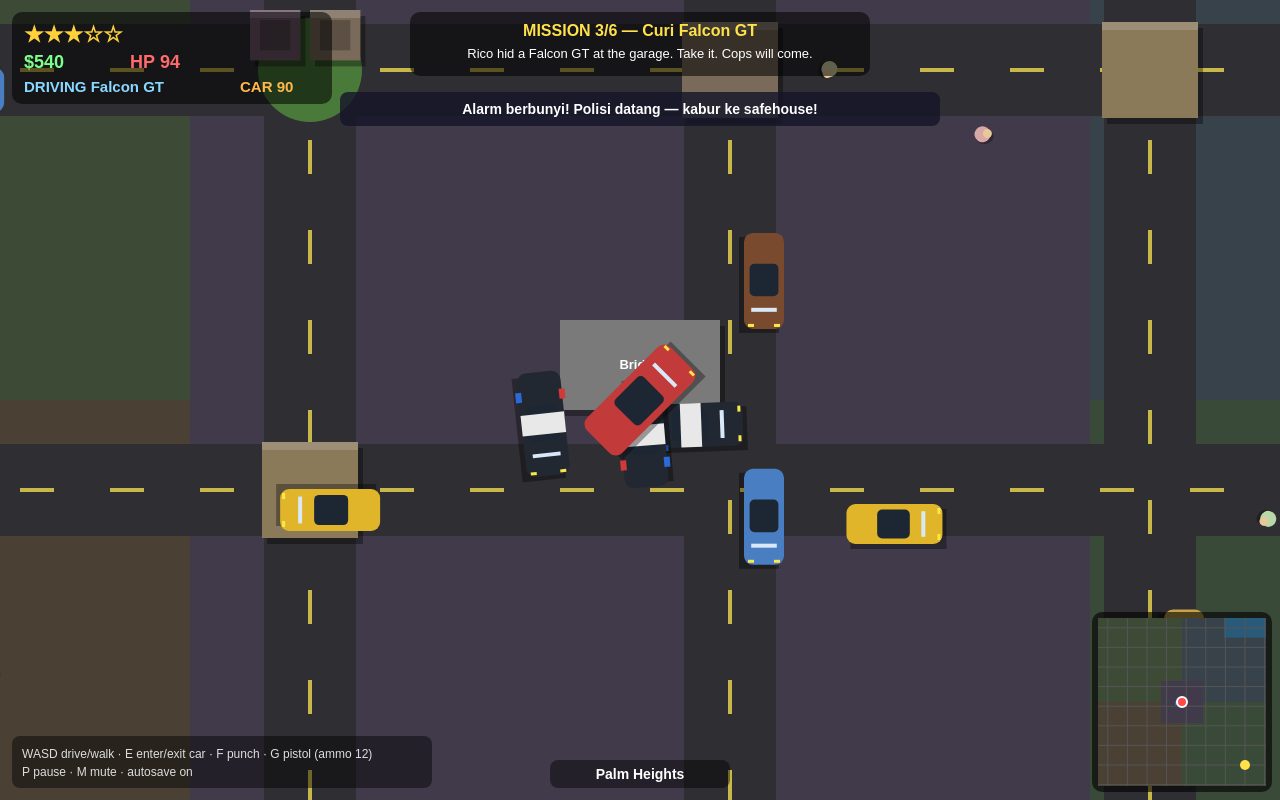 ★★★☆☆
$540 HP 94
DRIVING Falcon GT CAR 90
MISSION 3/6 — Curi Falcon GT
Rico hid a Falcon GT at the garage. Take it. Cops will come.
Alarm berbunyi! Polisi datang — kabur ke safehouse!
WASD drive/walk · E enter/exit car · F punch · G pistol (ammo 12)
P pause · M mute · autosave on
Palm Heights